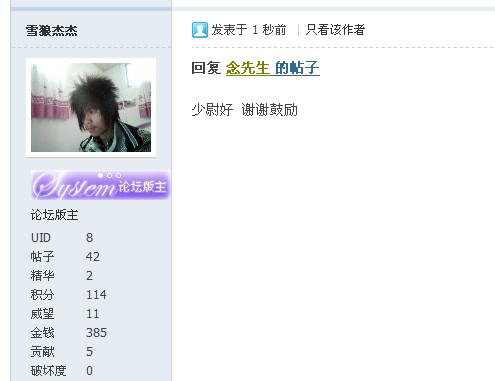 雪狼杰杰
发表于 1 秒前 | 只看该作者
回复 念先生 的帖子
少尉好 谢谢鼓励
System 论坛版主
论坛版主
UID 8
帖子 42
精华 2
积分 114
威望 11
金钱 385
贡献 5
破坏度 0